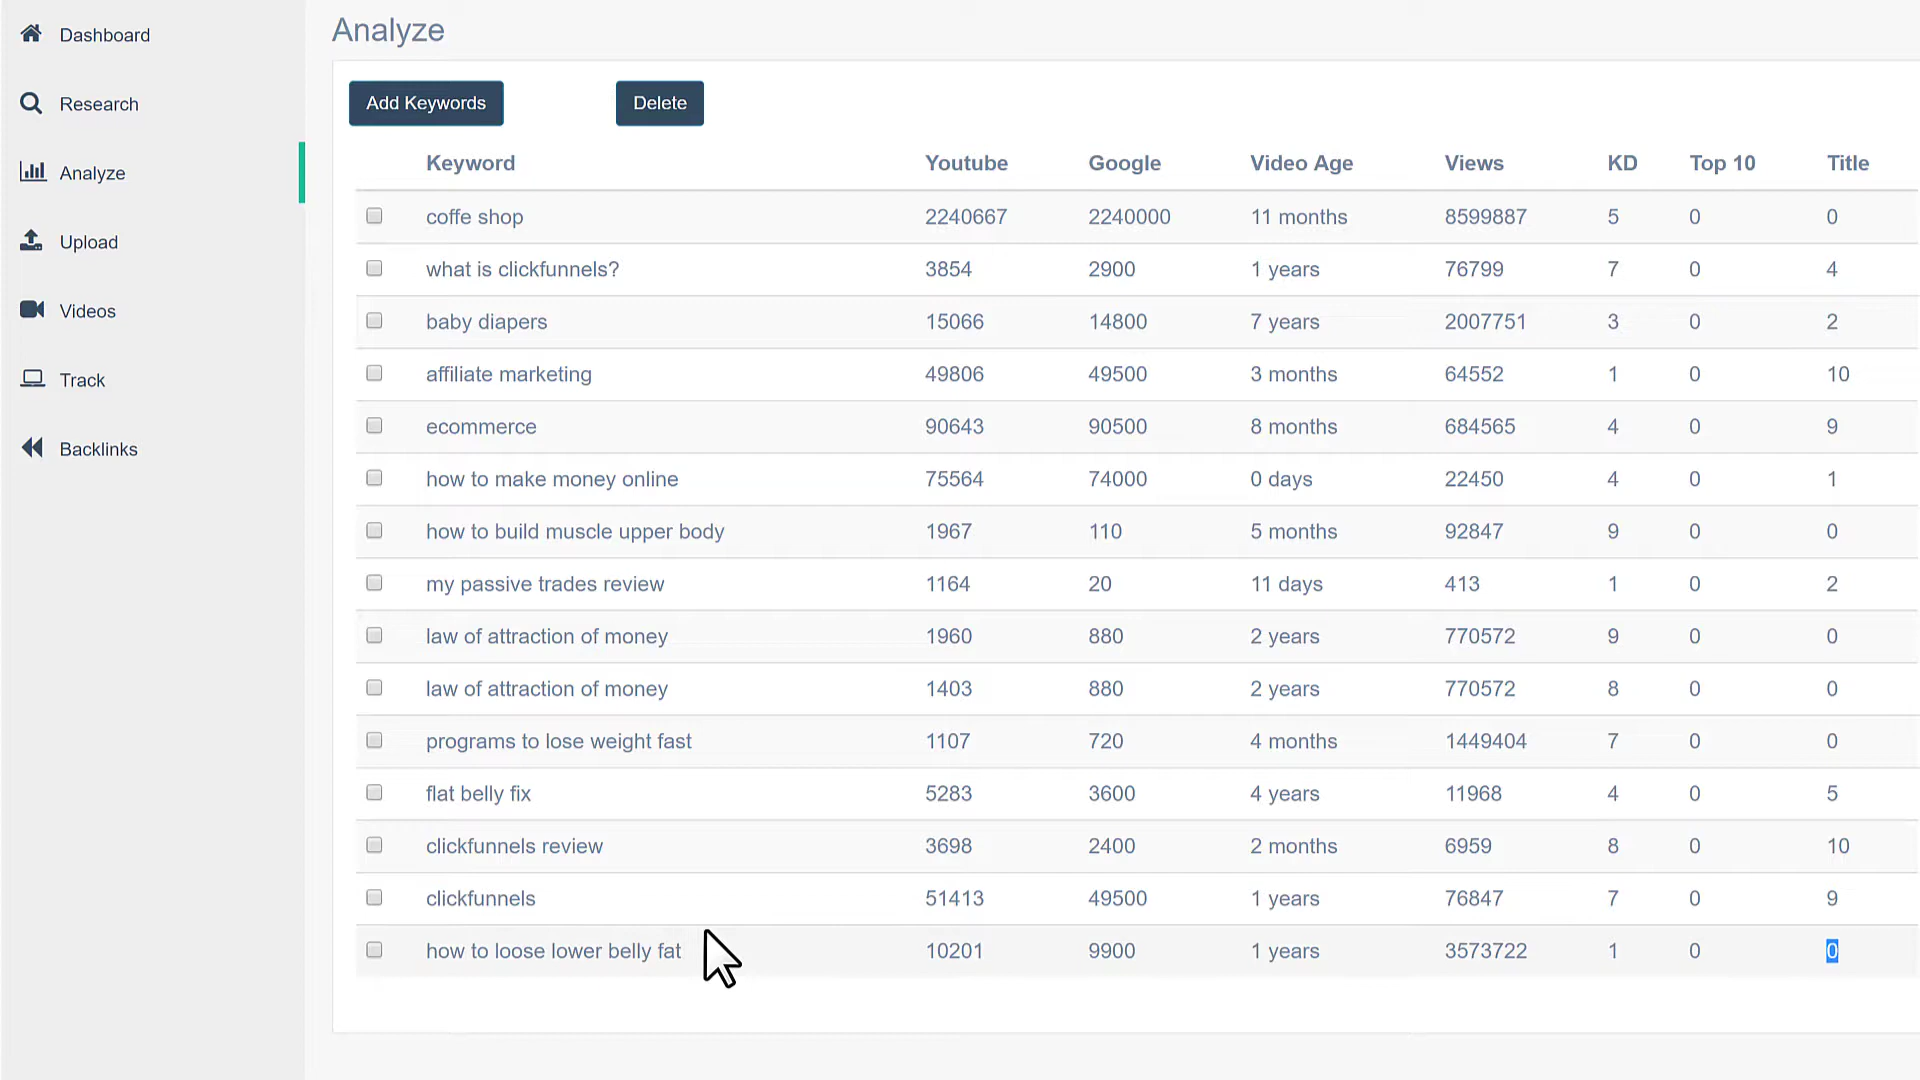 Dashboard
Research
Analyze
Upload
Videos
Track
Backlinks
Analyze
Add Keywords Delete
Keyword Youtube Google Video Age Views KD Top 10 Title
coffe shop 2240667 2240000 11 months 8599887 5 0 0
what is clickfunnels? 3854 2900 1 years 76799 7 0 4
baby diapers 15066 14800 7 years 2007751 3 0 2
affiliate marketing 49806 49500 3 months 64552 1 0 10
ecommerce 90643 90500 8 months 684565 4 0 9
how to make money online 75564 74000 0 days 22450 4 0 1
how to build muscle upper body 1967 110 5 months 92847 9 0 0
my passive trades review 1164 20 11 days 413 1 0 2
law of attraction of money 1960 880 2 years 770572 9 0 0
law of attraction of money 1403 880 2 years 770572 8 0 0
programs to lose weight fast 1107 720 4 months 1449404 7 0 0
flat belly fix 5283 3600 4 years 11968 4 0 5
clickfunnels review 3698 2400 2 months 6959 8 0 10
clickfunnels 51413 49500 1 years 76847 7 0 9
how to loose lower belly fat 10201 9900 1 years 3573722 1 0 0